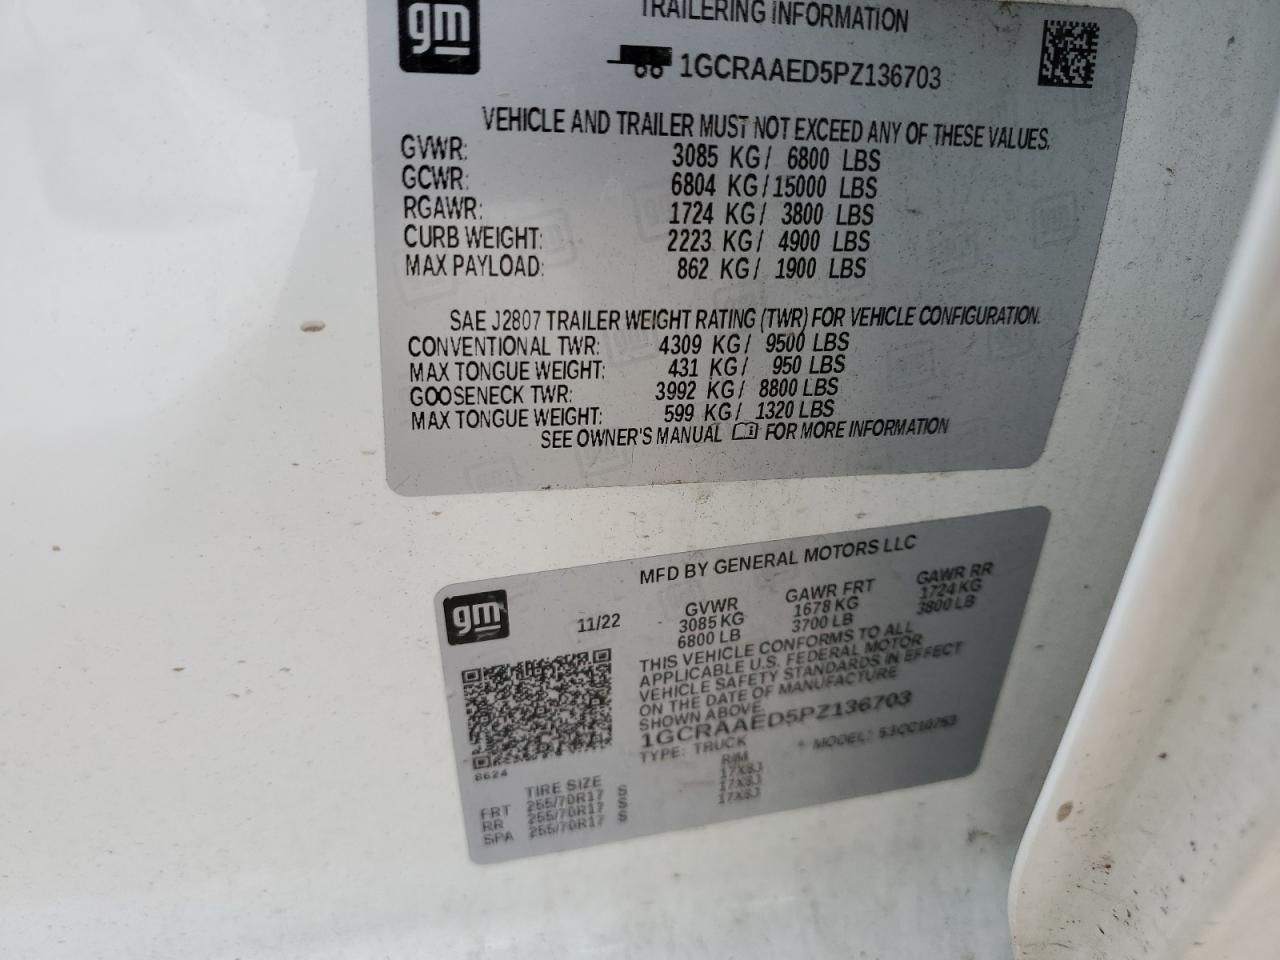 gm
TRAILERING INFORMATION
1GCRAAED5PZ136703
VEHICLE AND TRAILER MUST NOT EXCEED ANY OF THESE VALUES.
GVWR: 3085 KG/ 6800 LBS
GCWR: 6804 KG/15000 LBS
RGAWR: 1724 KG/ 3800 LBS
CURB WEIGHT: 2223 KG/ 4900 LBS
MAX PAYLOAD: 862 KG/ 1900 LBS
SAE J2807 TRAILER WEIGHT RATING (TWR) FOR VEHICLE CONFIGURATION.
CONVENTIONAL TWR: 4309 KG/ 9500 LBS
MAX TONGUE WEIGHT: 431 KG/ 950 LBS
GOOSENECK TWR: 3992 KG/ 8800 LBS
MAX TONGUE WEIGHT: 599 KG/ 1320 LBS
SEE OWNER'S MANUAL FOR MORE INFORMATION
gm
MFD BY GENERAL MOTORS LLC
11/22 GVWR GAWR FRT GAWR RR
3085 KG 1678 KG 1724 KG
6800 LB 3700 LB 3800 LB
THIS VEHICLE CONFORMS TO ALL
APPLICABLE U.S. FEDERAL MOTOR
VEHICLE SAFETY STANDARDS IN EFFECT
ON THE DATE OF MANUFACTURE
SHOWN ABOVE.
1GCRAAED5PZ136703
TYPE: TRUCK MODEL:
8624
TIRE SIZE RIM
FRT 255/70R17 S 17X8J
RR 255/70R17 S 17X8J
SPA 255/70R17 S 17X8J